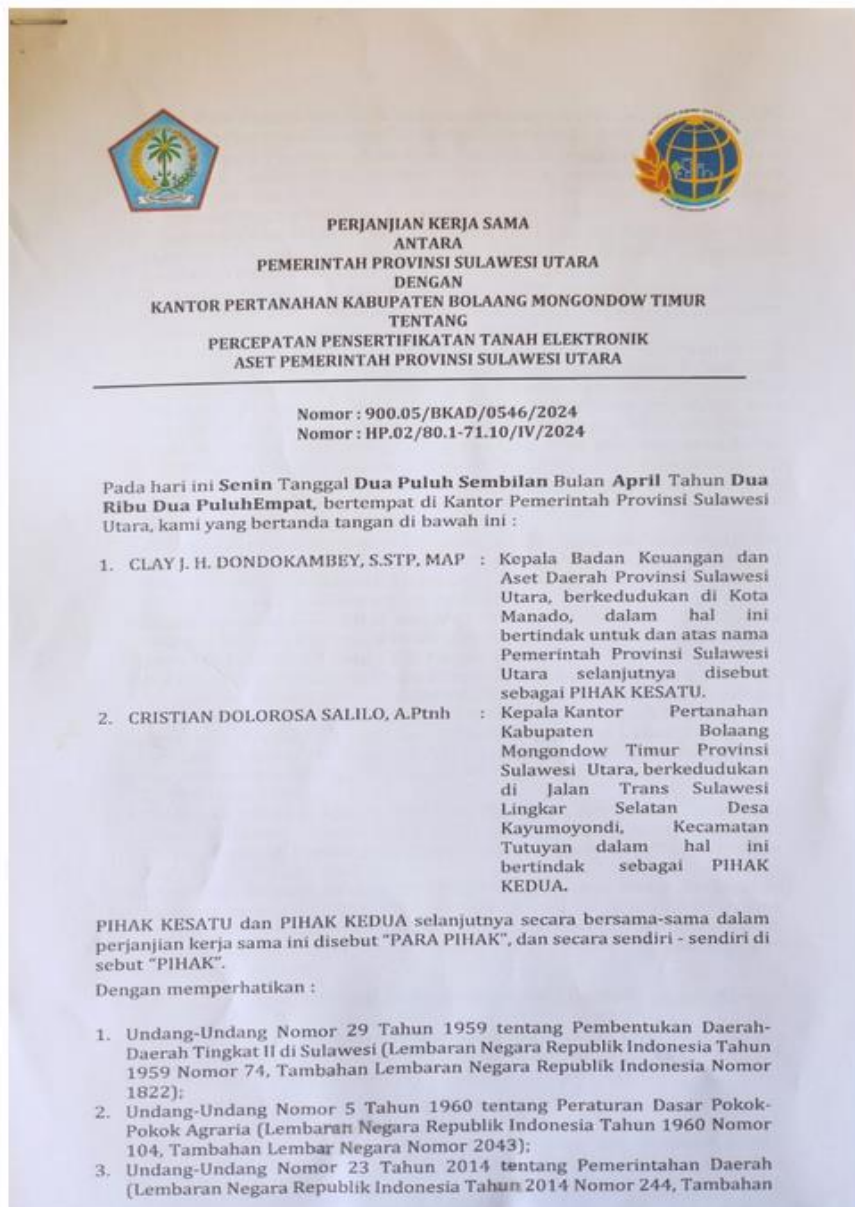 PERJANJIAN KERJA SAMA
ANTARA
PEMERINTAH PROVINSI SULAWESI UTARA
DENGAN
KANTOR PERTANAHAN KABUPATEN BOLAANG MONGONDOW TIMUR
TENTANG
PERCEPATAN PENSERTIFIKATAN TANAH ELEKTRONIK
ASET PEMERINTAH PROVINSI SULAWESI UTARA
Nomor : 900.05/BKAD/0546/2024
Nomor : HP.02/80.1-71.10/IV/2024
Pada hari ini Senin Tanggal Dua Puluh Sembilan Bulan April Tahun Dua
Ribu Dua PuluhEmpat, bertempat di Kantor Pemerintah Provinsi Sulawesi
Utara, kami yang bertanda tangan di bawah ini :
1. CLAY J. H. DONDOKAMBEY, S.STP, MAP : Kepala Badan Keuangan dan
Aset Daerah Provinsi Sulawesi
Utara, berkedudukan di Kota
Manado, dalam hal ini
bertindak untuk dan atas nama
Pemerintah Provinsi Sulawesi
Utara selanjutnya disebut
sebagai PIHAK KESATU.
2. CRISTIAN DOLOROSA SALILO, A.Ptnh : Kepala Kantor Pertanahan
Kabupaten Bolaang
Mongondow Timur Provinsi
Sulawesi Utara, berkedudukan
di Jalan Trans Sulawesi
Lingkar Selatan Desa
Kayumoyondi, Kecamatan
Tutuyan dalam hal ini
bertindak sebagai PIHAK
KEDUA.
PIHAK KESATU dan PIHAK KEDUA selanjutnya secara bersama-sama dalam
perjanjian kerja sama ini disebut "PARA PIHAK", dan secara sendiri - sendiri di
sebut "PIHAK".
Dengan memperhatikan :
1. Undang-Undang Nomor 29 Tahun 1959 tentang Pembentukan Daerah-
Daerah Tingkat II di Sulawesi (Lembaran Negara Republik Indonesia Tahun
1959 Nomor 74, Tambahan Lembaran Negara Republik Indonesia Nomor
1822);
2. Undang-Undang Nomor 5 Tahun 1960 tentang Peraturan Dasar Pokok-
Pokok Agraria (Lembaran Negara Republik Indonesia Tahun 1960 Nomor
104, Tambahan Lembar Negara Nomor 2043);
3. Undang-Undang Nomor 23 Tahun 2014 tentang Pemerintahan Daerah
(Lembaran Negara Republik Indonesia Tahun 2014 Nomor 244, Tambahan